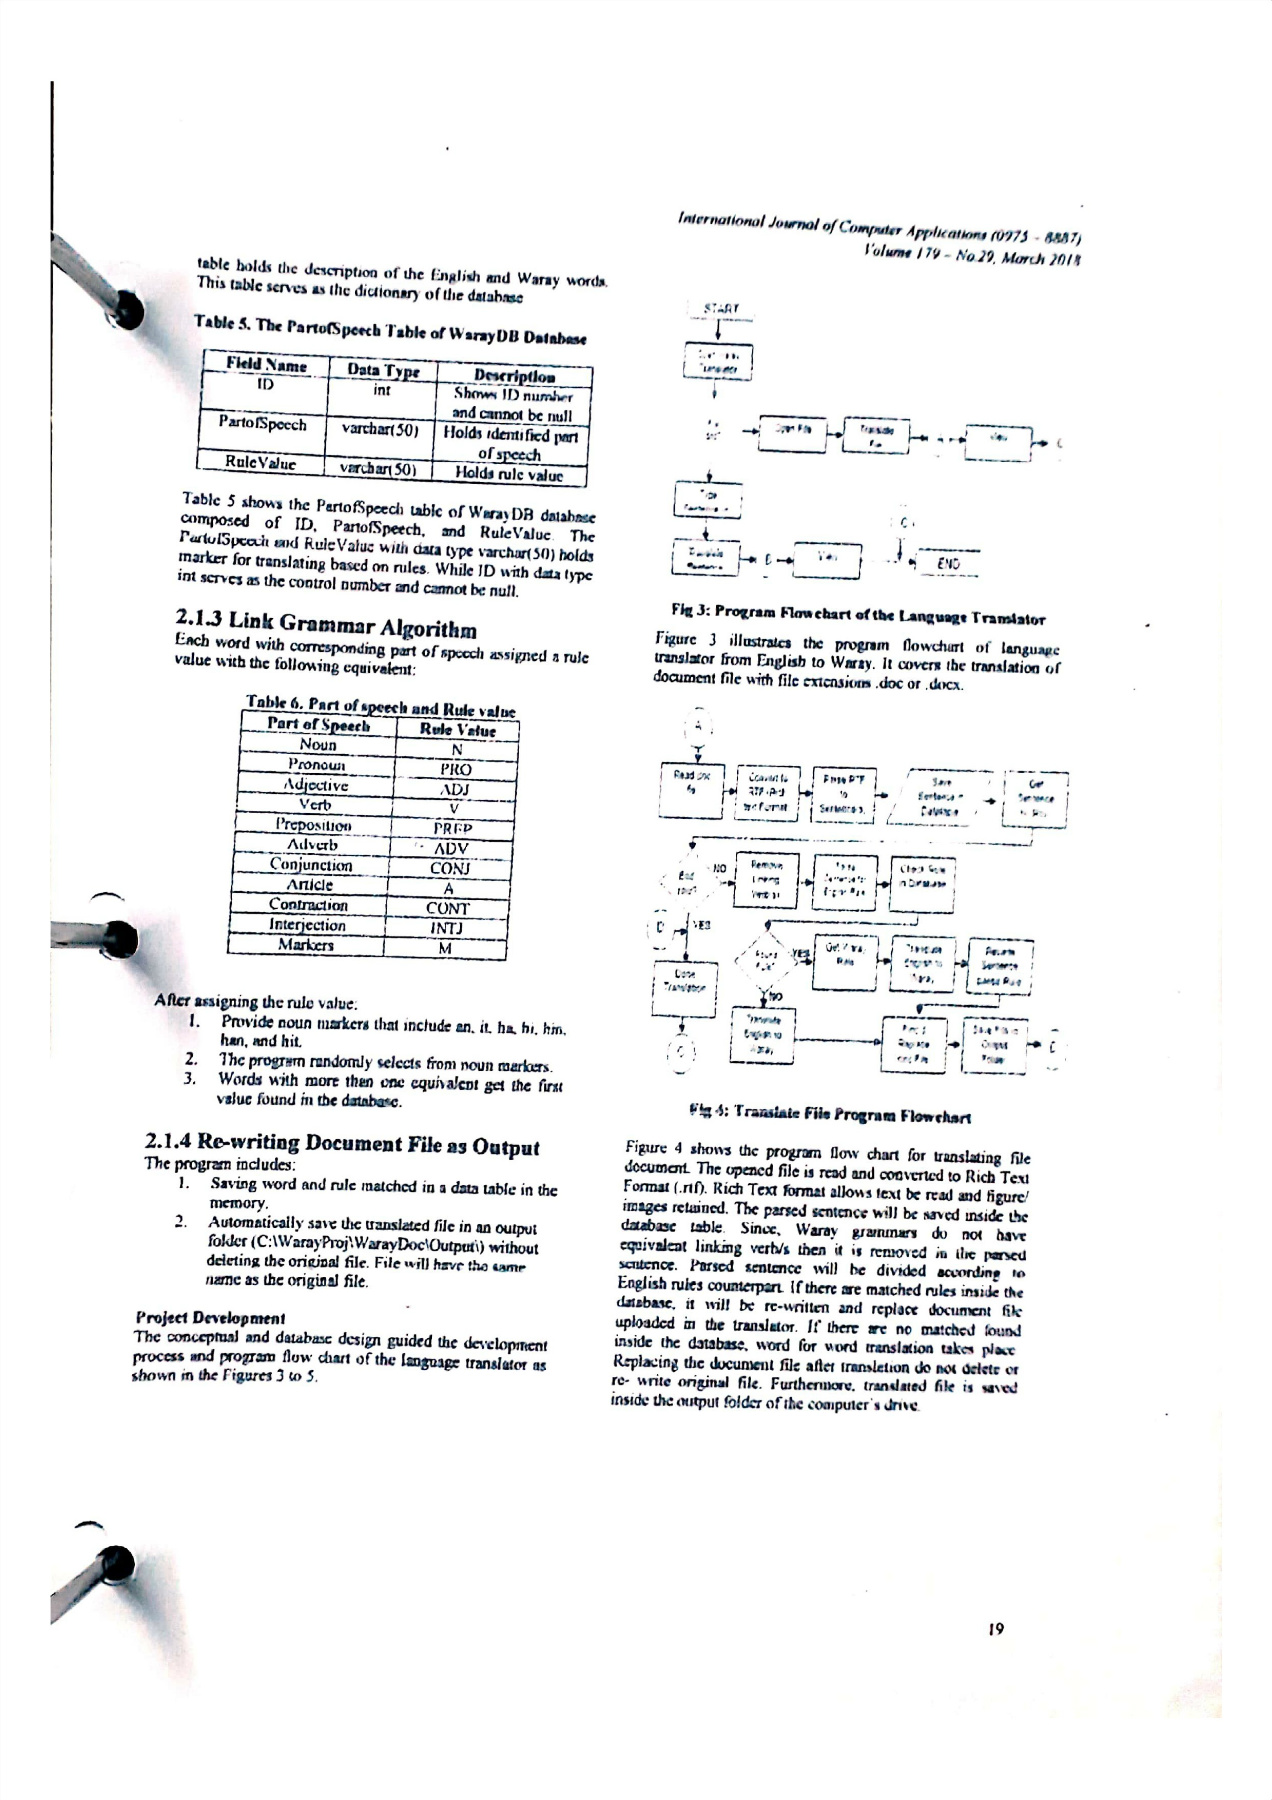 International Journal of Computer Applications (0975 - 8887)
Volume 179 – No.29, March 2018
table holds the description of the English and Waray words.
This table serves as the dictionary of the database
Table 5. The PartofSpeech Table of WarayDB Database
Field Name Data Type Description
ID int Shows ID number
and cannot be null
PartofSpeech varchar(50) Holds identified part
of speech
RuleValue varchar(50) Holds rule value
Table 5 shows the PartofSpeech table of WarayDB database
composed of ID, PartofSpeech, and RuleValue. The
PartofSpeech and RuleValue with data type varchar(50) holds
marker for translating based on rules. While ID with data type
int serves as the control number and cannot be null.
2.1.3 Link Grammar Algorithm
Each word with corresponding part of speech assigned a rule
value with the following equivalent:
Table 6. Part of speech and Rule value
Part of Speech Rule Value
Noun N
Pronoun PRO
Adjective ADJ
Verb V
Preposition PREP
Adverb ADV
Conjunction CONJ
Article A
Contraction CONT
Interjection INTJ
Markers M
After assigning the rule value:
1. Provide noun markers that include an, it, ha, hi, hin,
han, and hit.
2. The program randomly selects from noun markers.
3. Words with more than one equivalent get the first
value found in the database.
2.1.4 Re-writing Document File as Output
The program includes:
1. Saving word and rule matched in a data table in the
memory.
2. Automatically save the translated file in an output
folder (C:\WarayProj\WarayDoc\Output\) without
deleting the original file. File will have the same
name as the original file.
Project Development
The conceptual and database design guided the development
process and program flow chart of the language translator as
shown in the Figures 3 to 5.
START
Translator
Open File Translate
File
A View C
Type
Translate
Sentence
B View
C
END
Fig 3: Program Flowchart of the Language Translator
Figure 3 illustrates the program flowchart of language
translator from English to Waray. It covers the translation of
document file with file extensions .doc or .docx.
A
Read doc
Convert to
Format
Parse RTF
to
Sentences
Save
Sentence
Database
Get
Sentence
End
NO
Remove
Linking
Verb
Check Rule
in Database
D
YES
Found
Rule?
YES
Get Waray
Rule
Translate
English to
Waray
Rewrite
Sentence
Done
Translation
NO
Translate
English to
Waray
Replace
Save File to
Output
Folder
C
Fig 4: Translate File Program Flowchart
Figure 4 shows the program flow chart for translating file
document. The opened file is read and converted to Rich Text
Format (.rtf). Rich Text format allows text be read and figure/
images retained. The parsed sentence will be saved inside the
database table. Since, Waray grammars do not have
equivalent linking verb/s then it is removed in the parsed
sentence. Parsed sentence will be divided according to
English rules counterpart. If there are matched rules inside the
database, it will be re-written and replace document file
uploaded in the translator. If there are no matched found
inside the database, word for word translation takes place
Replacing the document file after translation do not delete or
re- write original file. Furthermore, translated file is saved
inside the output folder of the computer's drive.
19